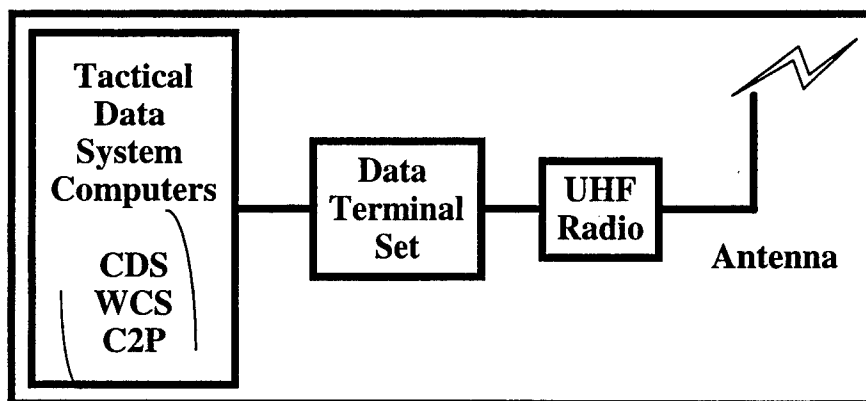 Tactical
Data
System
Computers
CDS
WCS
C2P
Data
Terminal
Set
UHF
Radio
Antenna